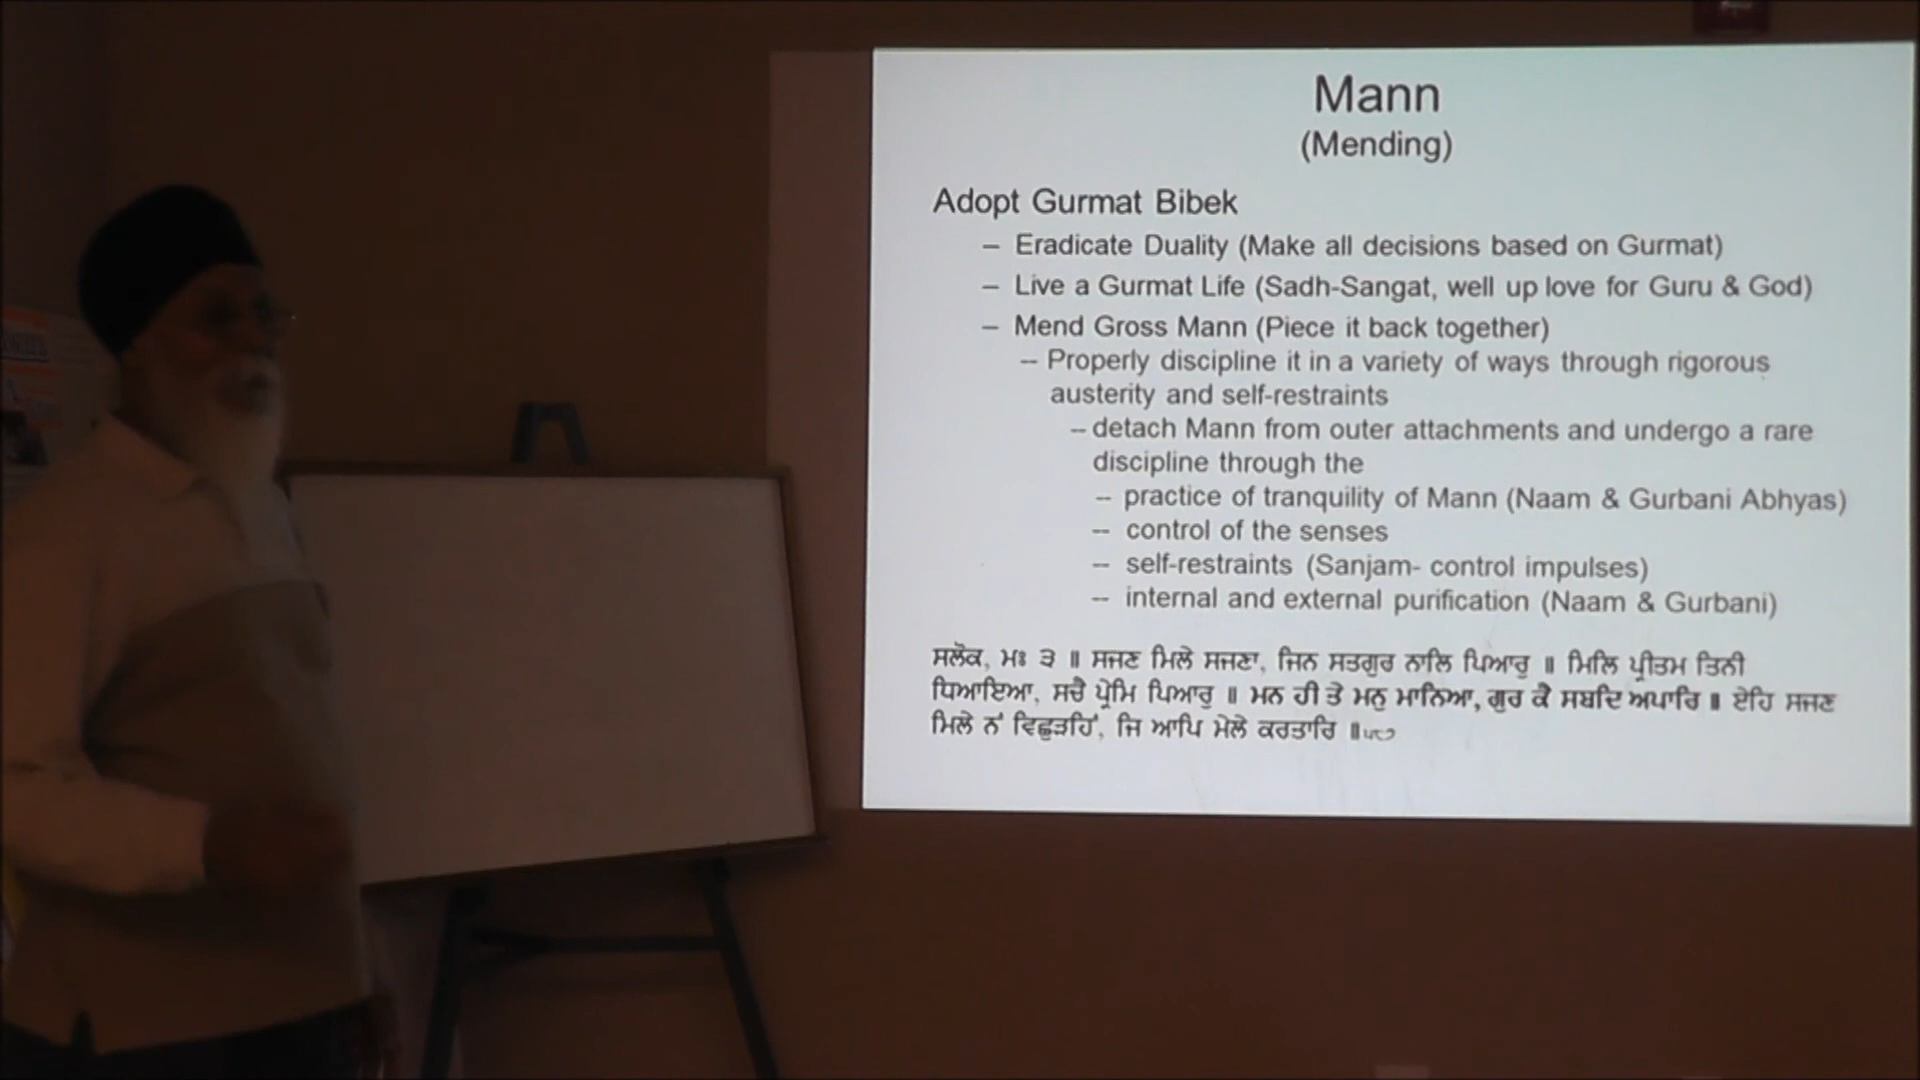 Mann
(Mending)
Adopt Gurmat Bibek
– Eradicate Duality (Make all decisions based on Gurmat)
– Live a Gurmat Life (Sadh-Sangat, well up love for Guru & God)
– Mend Gross Mann (Piece it back together)
-- Properly discipline it in a variety of ways through rigorous
austerity and self-restraints
-- detach Mann from outer attachments and undergo a rare
discipline through the
-- practice of tranquility of Mann (Naam & Gurbani Abhyas)
-- control of the senses
-- self-restraints (Sanjam- control impulses)
-- internal and external purification (Naam & Gurbani)
ਸਲੋਕ, ਮਃ ੩ ॥ ਸਜਣ ਮਿਲੇ ਸਜਣਾ, ਜਿਨ ਸਤਗੁਰ ਨਾਲਿ ਪਿਆਰੁ ॥ ਮਿਲਿ ਪ੍ਰੀਤਮ ਤਿਨੀ
ਧਿਆਇਆ, ਸਚੈ ਪ੍ਰੇਮਿ ਪਿਆਰੁ ॥ ਮਨ ਹੀ ਤੇ ਮਨੁ ਮਾਨਿਆ, ਗੁਰ ਕੈ ਸਬਦਿ ਅਪਾਰਿ ॥ ਏਹਿ ਸਜਣ
ਮਿਲੇ ਨ ਵਿਛੁੜਹਿ, ਜਿ ਆਪਿ ਮੇਲੇ ਕਰਤਾਰਿ ॥